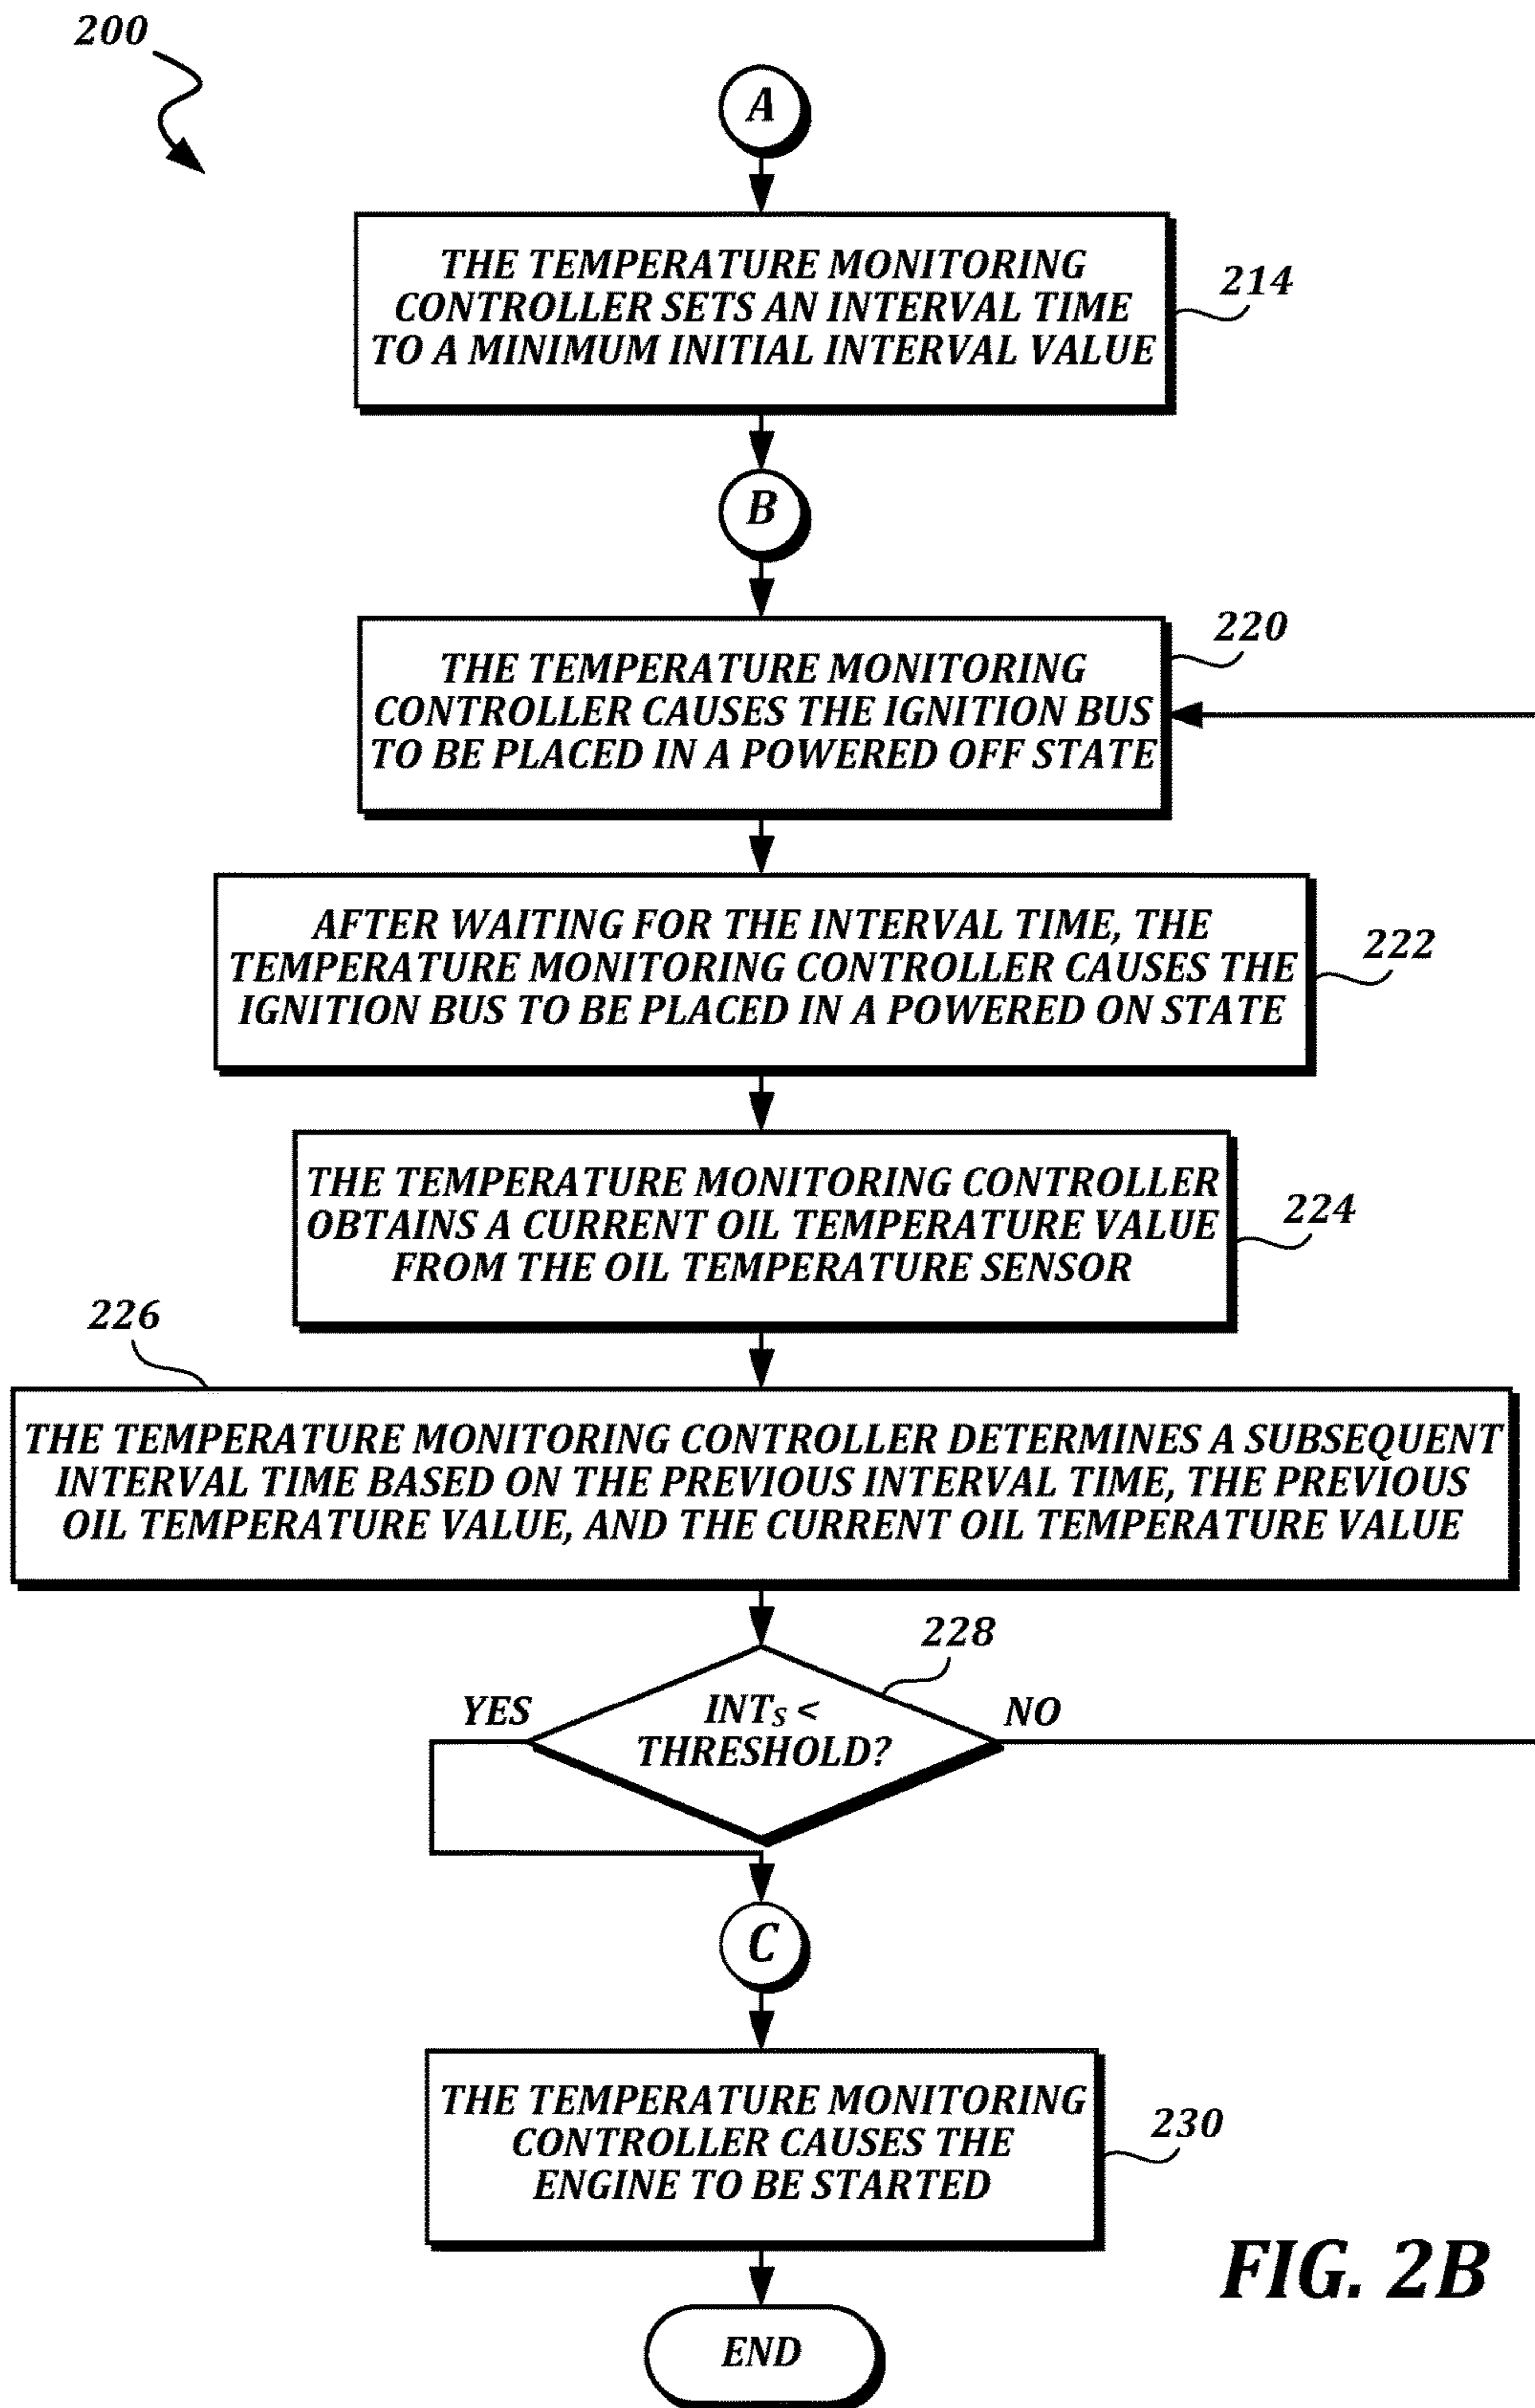 200
A
THE TEMPERATURE MONITORING
CONTROLLER SETS AN INTERVAL TIME
TO A MINIMUM INITIAL INTERVAL VALUE
214
B
220
THE TEMPERATURE MONITORING
CONTROLLER CAUSES THE IGNITION BUS
TO BE PLACED IN A POWERED OFF STATE
AFTER WAITING FOR THE INTERVAL TIME, THE
TEMPERATURE MONITORING CONTROLLER CAUSES THE
IGNITION BUS TO BE PLACED IN A POWERED ON STATE
222
THE TEMPERATURE MONITORING CONTROLLER
OBTAINS A CURRENT OIL TEMPERATURE VALUE
FROM THE OIL TEMPERATURE SENSOR
224
226
THE TEMPERATURE MONITORING CONTROLLER DETERMINES A SUBSEQUENT
INTERVAL TIME BASED ON THE PREVIOUS INTERVAL TIME, THE PREVIOUS
OIL TEMPERATURE VALUE, AND THE CURRENT OIL TEMPERATURE VALUE
228
YES
INTS <
THRESHOLD?
NO
C
THE TEMPERATURE MONITORING
CONTROLLER CAUSES THE
ENGINE TO BE STARTED
230
END
FIG. 2B